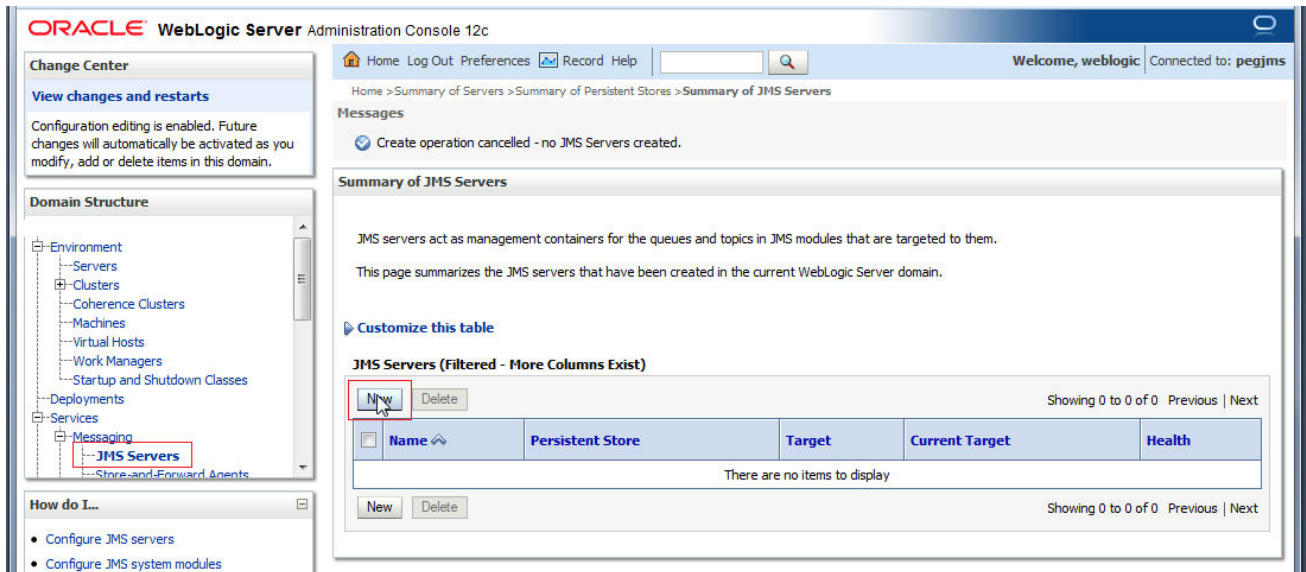 ORACLE WebLogic Server Administration Console 12c
Change Center
View changes and restarts
Configuration editing is enabled. Future
changes will automatically be activated as you
modify, add or delete items in this domain.
Domain Structure
Environment
Servers
Clusters
Coherence Clusters
Machines
Virtual Hosts
Work Managers
Startup and Shutdown Classes
Deployments
Services
Messaging
JMS Servers
Store-and-Forward Agents
How do I...
Configure JMS servers
Configure JMS system modules
Home Log Out Preferences Record Help
Welcome, weblogic Connected to: pegjms
Home >Summary of Servers >Summary of Persistent Stores >Summary of JMS Servers
Messages
Create operation cancelled - no JMS Servers created.
Summary of JMS Servers
JMS servers act as management containers for the queues and topics in JMS modules that are targeted to them.
This page summarizes the JMS servers that have been created in the current WebLogic Server domain.
Customize this table
JMS Servers (Filtered - More Columns Exist)
New Delete Showing 0 to 0 of 0 Previous | Next
Name Persistent Store Target Current Target Health
There are no items to display
New Delete Showing 0 to 0 of 0 Previous | Next